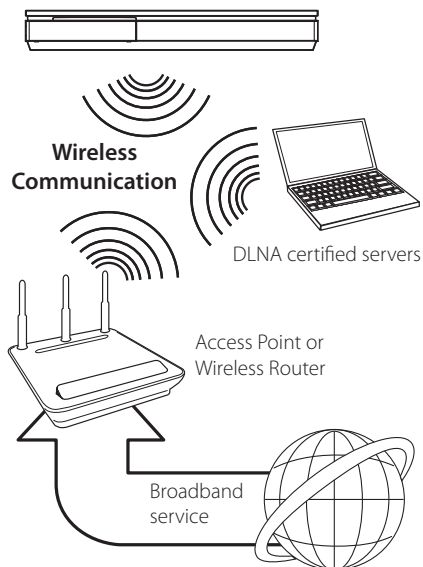 Wireless
Communication
DLNA certified servers
Access Point or
Wireless Router
Broadband
service